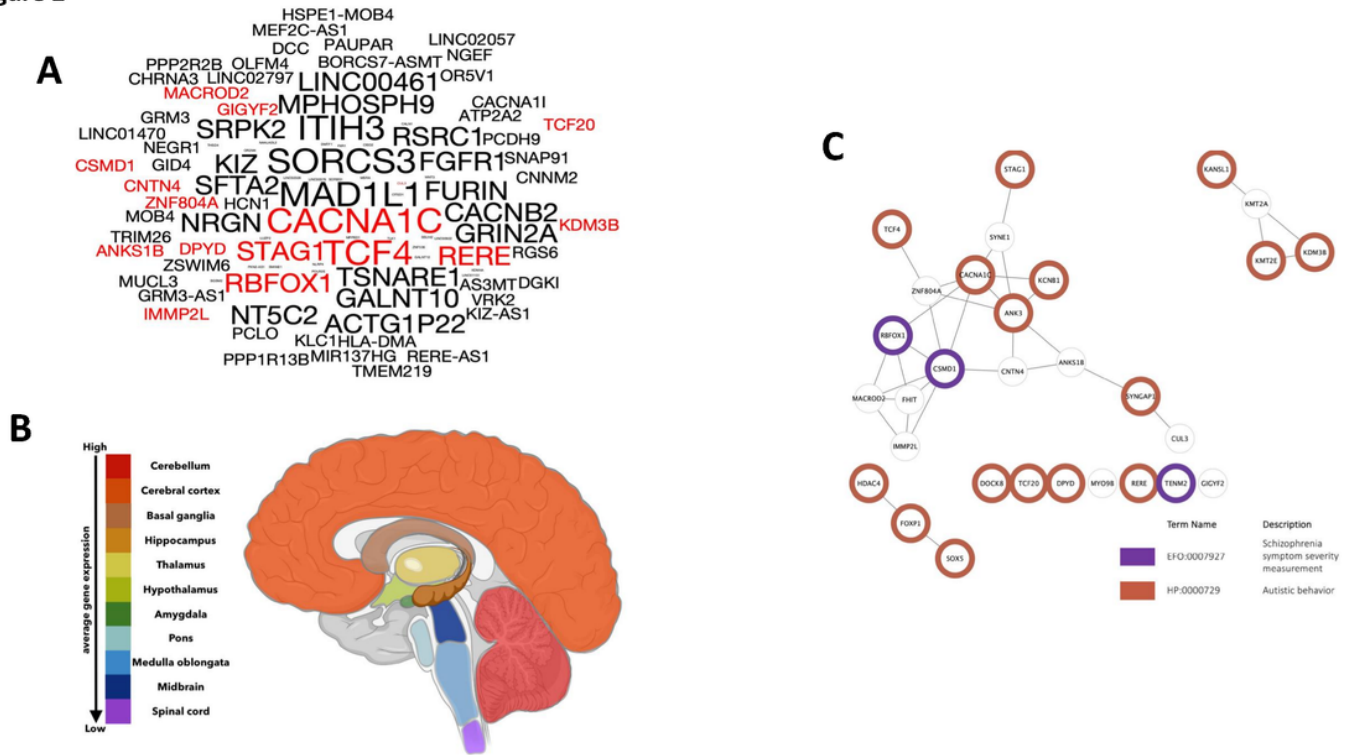 A
HSPE1-MOB4
MEF2C-AS1
DCC PAUPAR LINC02057
PPP2R2B OLFM4 BORCS7-ASMT NGEF
CHRNA3 LINC02797 LINC00461 OR5V1
MACROD2
GIGYF2 MPHOSPH9 CACNA1I
GRM3 SRPK2 ITIH3 RSRC1 ATP2A2 TCF20
LINC01470 PCDH9
NEGR1
CSMD1 GID4 KIZ SORCS3 FGFR1 SNAP91
CNTN4 SFTA2 MAD1L1 FURIN CNNM2
ZNF804A HCN1
MOB4 NRGN CACNA1C CACNB2 KDM3B
TRIM26 GRIN2A
ANKS1B DPYD STAG1 TCF4 RERE RGS6
ZSWIM6
MUCL3 RBFOX1 TSNARE1 AS3MT DGKI
GRM3-AS1 GALNT10 VRK2
IMMP2L NT5C2 ACTG1P22 KIZ-AS1
PCLO KLC1 HLA-DMA
PPP1R13B MIR137HG RERE-AS1
TMEM219
B
High
average gene expression
Low
Cerebellum
Cerebral cortex
Basal ganglia
Hippocampus
Thalamus
Hypothalamus
Amygdala
Pons
Medulla oblongata
Midbrain
Spinal cord
C
STAG1
KANSL1
KMT2A
TCF4
SYNE1
KMT2E
KDM3B
CACNA1C
KCNB1
ZNF804A
ANK3
RBFOX1
CSMD1
CNTN4
ANKS1B
MACROD2
FHIT
SYNGAP1
IMMP2L
CUL3
HDAC4
DOCK8 TCF20 DPYD MYO9B RERE TENM2 GIGYF2
FOXP1
SOX5
Term Name Description
EFO:0007927 Schizophrenia
symptom severity
measurement
HP:0000729 Autistic behavior